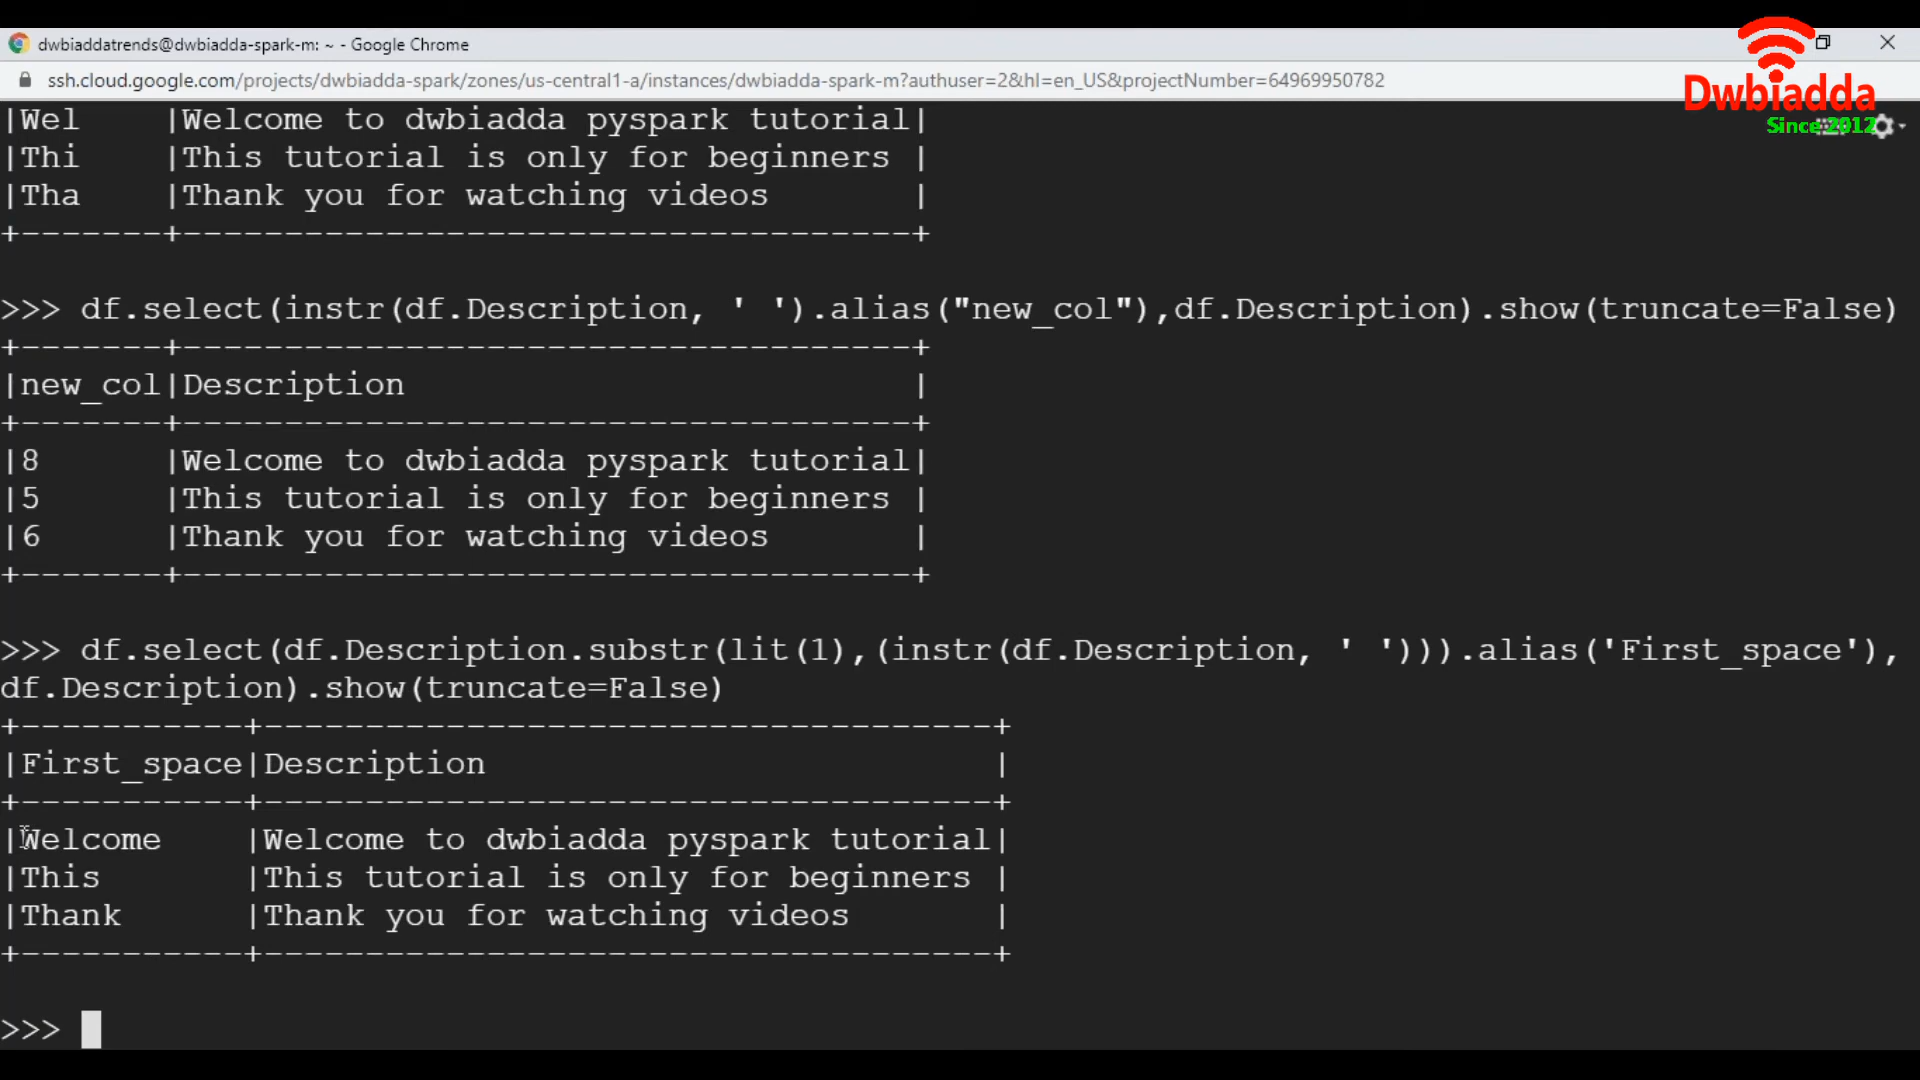 dwbiaddatrends@dwbiadda-spark-m: ~ - Google Chrome
ssh.cloud.google.com/projects/dwbiadda-spark/zones/us-central1-a/instances/dwbiadda-spark-m?authuser=2&hl=en_US&projectNumber=64969950782
Dwbiadda
Since 2012
|Wel    |Welcome to dwbiadda pyspark tutorial|
|Thi    |This tutorial is only for beginners |
|Tha    |Thank you for watching videos       |
+-------+------------------------------------+
>>> df.select(instr(df.Description, ' ').alias("new_col"),df.Description).show(truncate=False)
+-------+------------------------------------+
|new_col|Description                         |
+-------+------------------------------------+
|8      |Welcome to dwbiadda pyspark tutorial|
|5      |This tutorial is only for beginners |
|6      |Thank you for watching videos       |
+-------+------------------------------------+
>>> df.select(df.Description.substr(lit(1),(instr(df.Description, ' '))).alias('First_space'),
df.Description).show(truncate=False)
+-----------+------------------------------------+
|First_space|Description                         |
+-----------+------------------------------------+
|Welcome    |Welcome to dwbiadda pyspark tutorial|
|This       |This tutorial is only for beginners |
|Thank      |Thank you for watching videos       |
+-----------+------------------------------------+
>>>